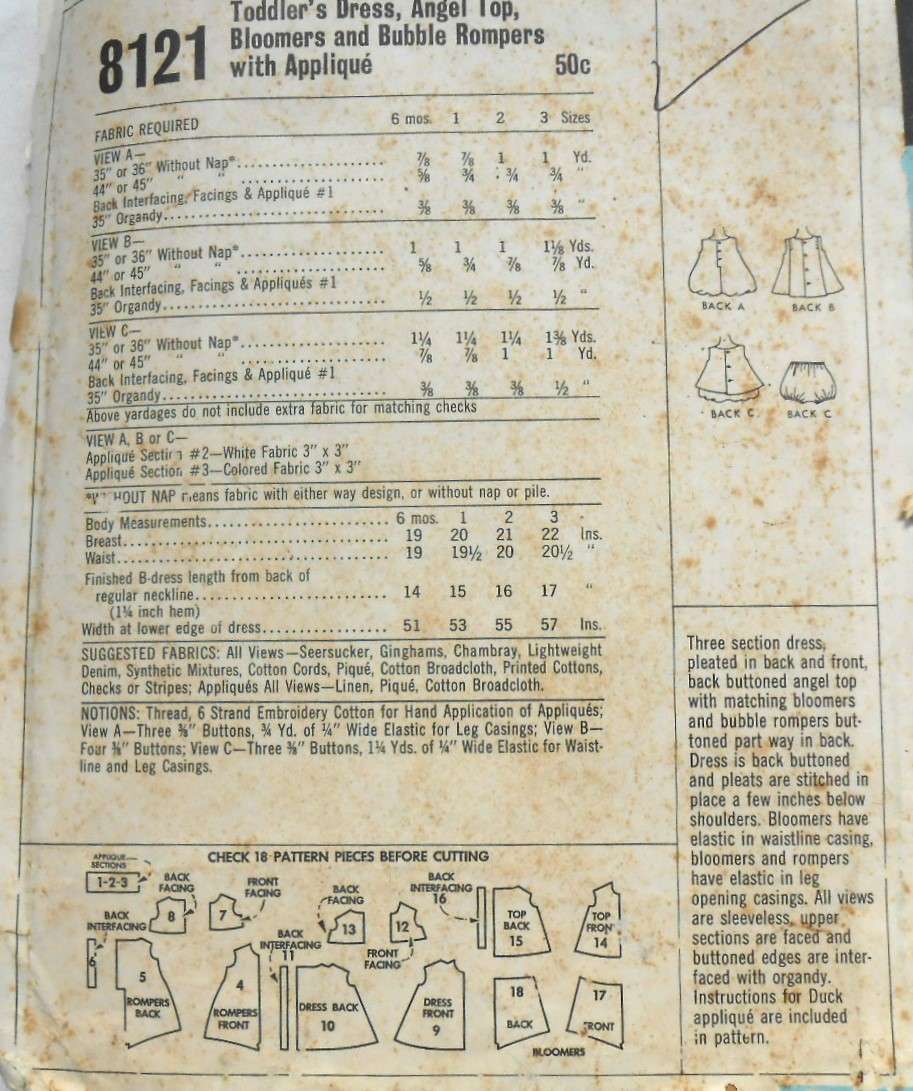 8121
Toddler's Dress, Angel Top,
Bloomers and Bubble Rompers
with Appliqué 50c
FABRIC REQUIRED 6 mos. 1 2 3 Sizes
VIEW A—
35" or 36" Without Nap* 7/8 7/8 1 1 Yd.
44" or 45" " " 5/8 3/4 3/4 3/4 "
Back Interfacing, Facings & Appliqué #1
35" Organdy 3/8 3/8 3/8 3/8 "
VIEW B—
35" or 36" Without Nap* 1 1 1 1 1/8 Yds.
44" or 45" " " 5/8 3/4 7/8 7/8 Yd.
Back Interfacing, Facings & Appliqués #1
35" Organdy 1/2 1/2 1/2 1/2 "
VIEW C—
35" or 36" Without Nap* 1 1/4 1 1/4 1 1/4 1 3/8 Yds.
44" or 45" " " 7/8 7/8 1 1 Yd.
Back Interfacing, Facings & Appliqué #1
35" Organdy 3/8 3/8 3/8 1/2 "
Above yardages do not include extra fabric for matching checks
VIEW A, B or C—
Appliqué Section #2—White Fabric 3" x 3"
Appliqué Section #3—Colored Fabric 3" x 3"
HOUT NAP means fabric with either way design, or without nap or pile.
Body Measurements 6 mos. 1 2 3
Breast 19 20 21 22 Ins.
Waist 19 19½ 20 20½ "
Finished B-dress length from back of
regular neckline 14 15 16 17 "
(1¼ inch hem)
Width at lower edge of dress 51 53 55 57 Ins.
SUGGESTED FABRICS: All Views—Seersucker, Ginghams, Chambray, Lightweight
Denim, Synthetic Mixtures, Cotton Cords, Piqué, Cotton Broadcloth, Printed Cottons,
Checks or Stripes; Appliqués All Views—Linen, Piqué, Cotton Broadcloth.
NOTIONS: Thread, 6 Strand Embroidery Cotton for Hand Application of Appliqués;
View A—Three ⅜" Buttons, ¾ Yd. of ¼" Wide Elastic for Leg Casings; View B—
Four ⅜" Buttons; View C—Three ⅜" Buttons, 1¼ Yds. of ¼" Wide Elastic for Waist-
line and Leg Casings.
BACK A
BACK B
BACK C
BACK C
Three section dress,
pleated in back and front,
back buttoned angel top
with matching bloomers
and bubble rompers but-
toned part way in back.
Dress is back buttoned
and pleats are stitched in
place a few inches below
shoulders. Bloomers have
elastic in waistline casing,
bloomers and rompers
have elastic in leg
opening casings. All views
are sleeveless, upper
sections are faced and
buttoned edges are inter-
faced with organdy.
Instructions for Duck
appliqué are included
in pattern.
CHECK 18 PATTERN PIECES BEFORE CUTTING
APPLIQUE
SECTIONS
1-2-3
BACK
FACING
8
FRONT
FACING
7
BACK
INTERFACING
6
5
ROMPERS
BACK
4
ROMPERS
FRONT
BACK
INTERFACING
11
BACK
FACING
13
12
FRONT
FACING
DRESS BACK
10
DRESS
FRONT
9
BACK
INTERFACING
16
TOP
BACK
15
TOP
FRONT
14
18
BACK
17
FRONT
BLOOMERS